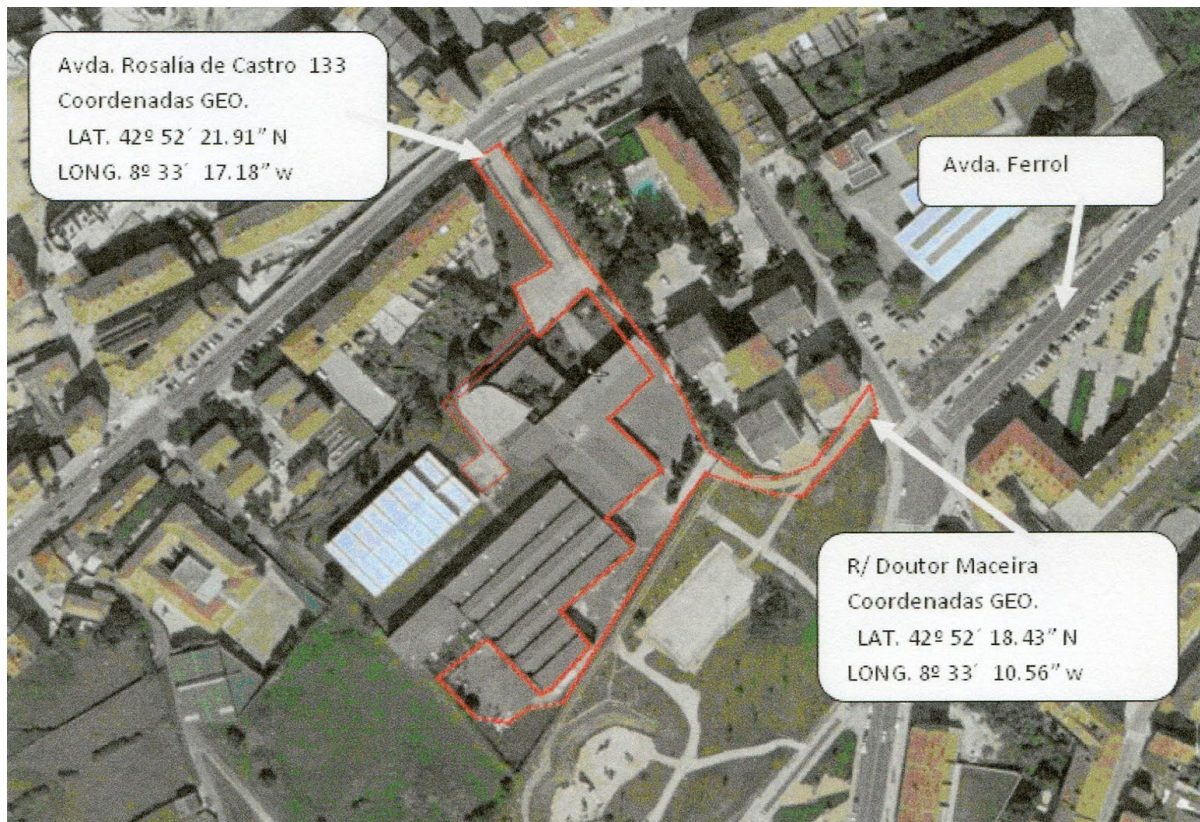 Avda. Rosalía de Castro 133
Coordenadas GEO.
LAT. 42º 52´ 21.91” N
LONG. 8º 33´ 17.18” w
Avda. Ferrol
R/ Doutor Maceira
Coordenadas GEO.
LAT. 42º 52´ 18.43” N
LONG. 8º 33´ 10.56” w